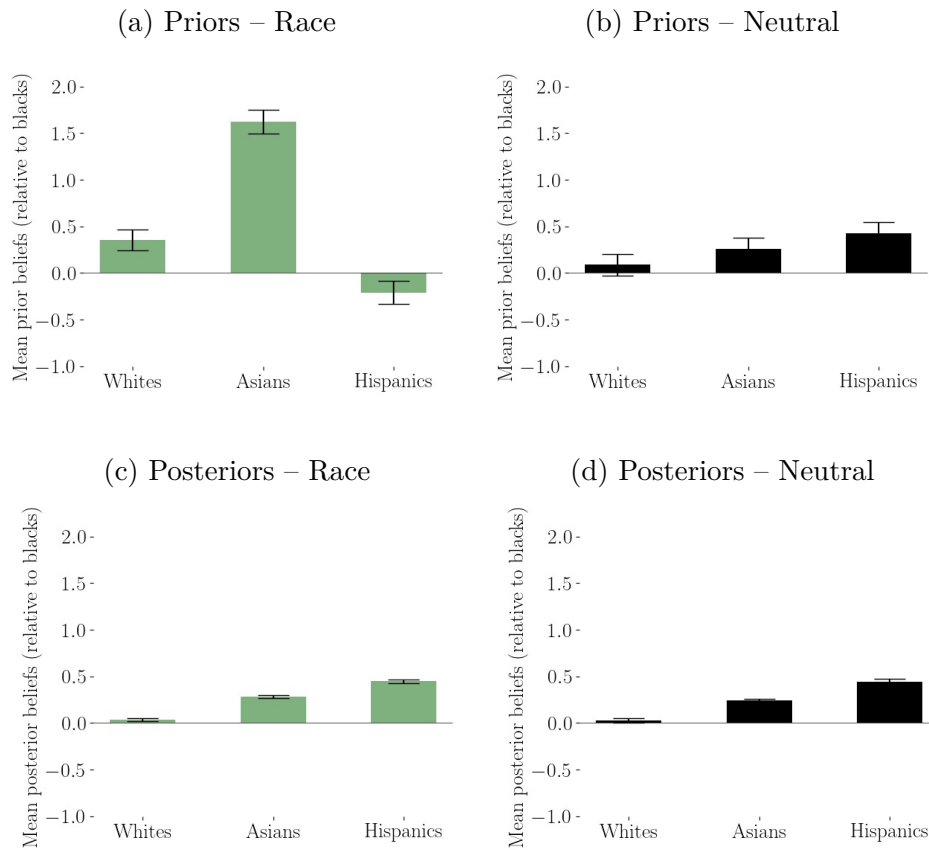 (a) Priors – Race
Mean prior beliefs (relative to blacks)
2.0
1.5
1.0
0.5
0.0
−0.5
−1.0
Whites Asians Hispanics
(b) Priors – Neutral
Mean prior beliefs (relative to blacks)
2.0
1.5
1.0
0.5
0.0
−0.5
−1.0
Whites Asians Hispanics
(c) Posteriors – Race
Mean posterior beliefs (relative to blacks)
2.0
1.5
1.0
0.5
0.0
−0.5
−1.0
Whites Asians Hispanics
(d) Posteriors – Neutral
Mean posterior beliefs (relative to blacks)
2.0
1.5
1.0
0.5
0.0
−0.5
−1.0
Whites Asians Hispanics